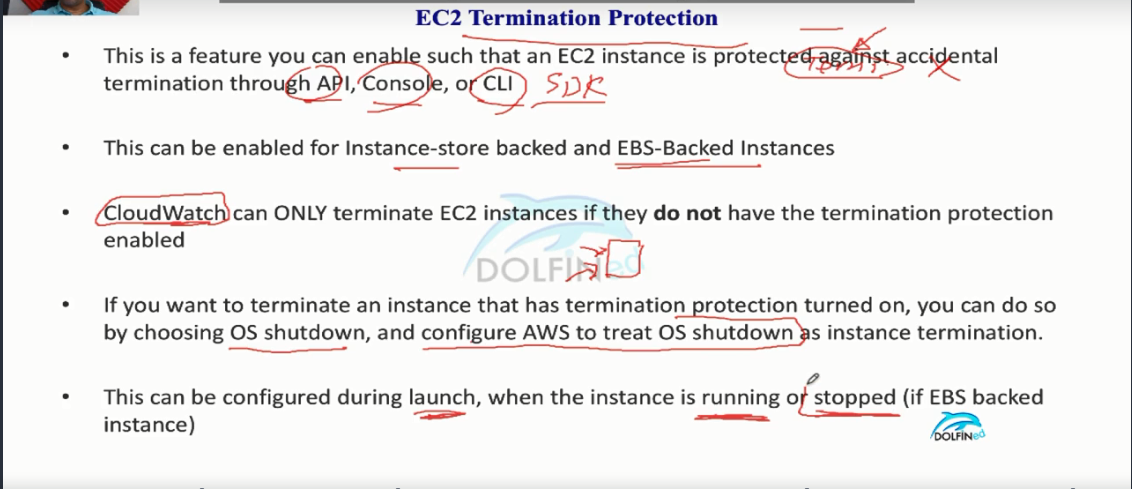 EC2 Termination Protection
• This is a feature you can enable such that an EC2 instance is protected against accidental
termination through API, Console, or CLI SDK
• This can be enabled for Instance-store backed and EBS-Backed Instances
• CloudWatch can ONLY terminate EC2 instances if they do not have the termination protection
enabled
DOLFINed
• If you want to terminate an instance that has termination protection turned on, you can do so
by choosing OS shutdown, and configure AWS to treat OS shutdown as instance termination.
• This can be configured during launch, when the instance is running or stopped (if EBS backed
instance)
DOLFINed